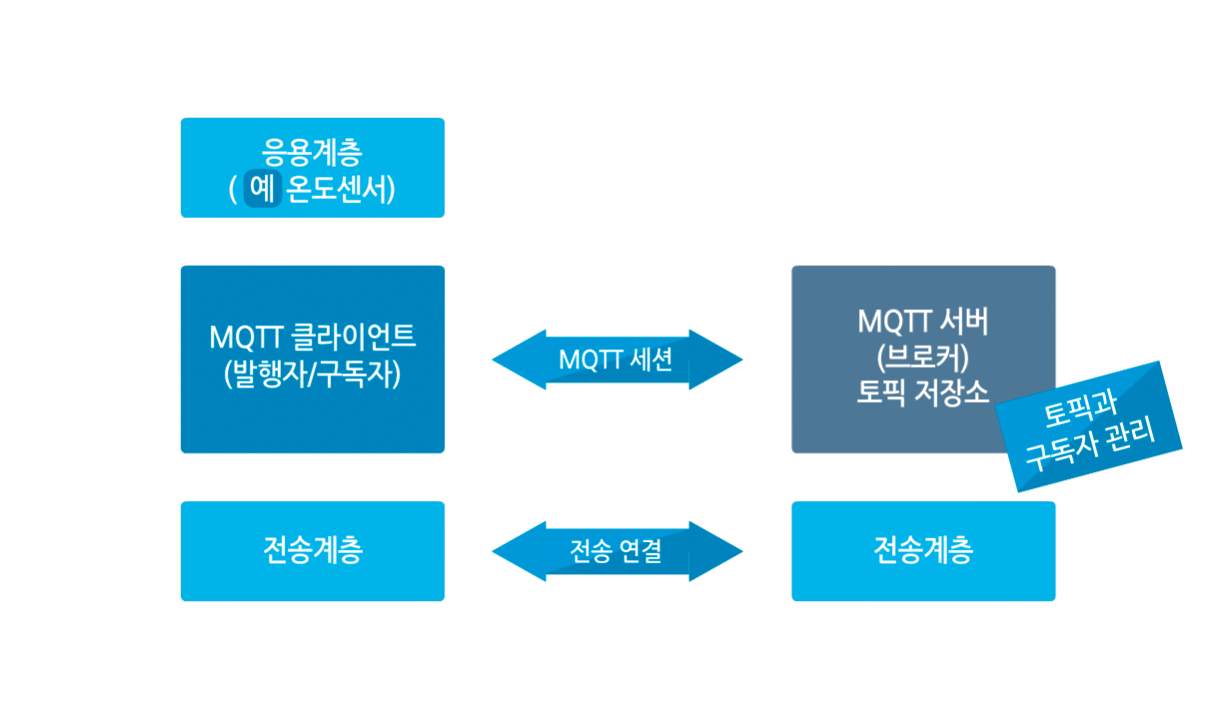 응용계층
( 예 온도센서)
MQTT 클라이언트
(발행자/구독자)
MQTT 세션
MQTT 서버
(브로커)
토픽 저장소
토픽과
구독자 관리
전송계층
전송 연결
전송계층